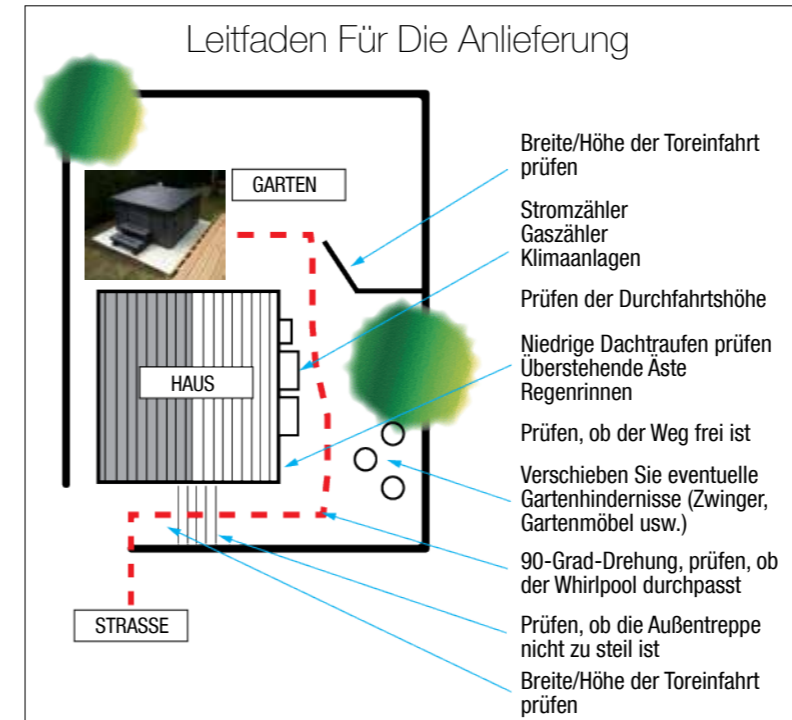 Leitfaden Für Die Anlieferung
GARTEN
HAUS
STRASSE
Breite/Höhe der Toreinfahrt
prüfen
Stromzähler
Gaszähler
Klimaanlagen
Prüfen der Durchfahrtshöhe
Niedrige Dachtraufen prüfen
Überstehende Äste
Regenrinnen
Prüfen, ob der Weg frei ist
Verschieben Sie eventuelle
Gartenhindernisse (Zwinger,
Gartenmöbel usw.)
90-Grad-Drehung, prüfen, ob
der Whirlpool durchpasst
Prüfen, ob die Außentreppe
nicht zu steil ist
Breite/Höhe der Toreinfahrt
prüfen